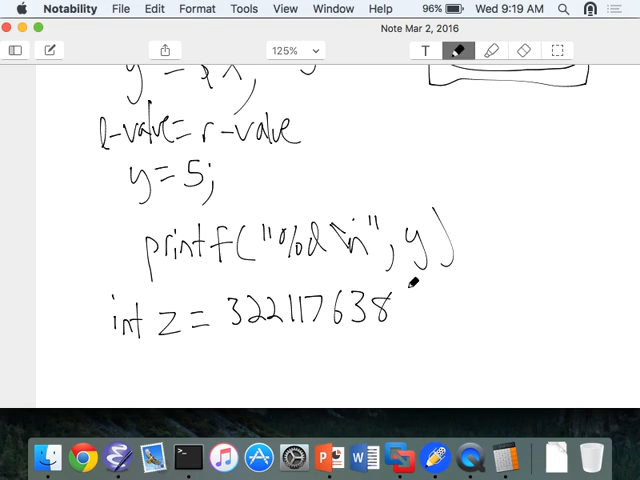 Notability File Edit Format Tools View Window Help 96% Wed 9:19 AM
Note Mar 2, 2016
125% T
l-value = r-value
y = 5;
printf("%d \n", y)
int z = 322117638